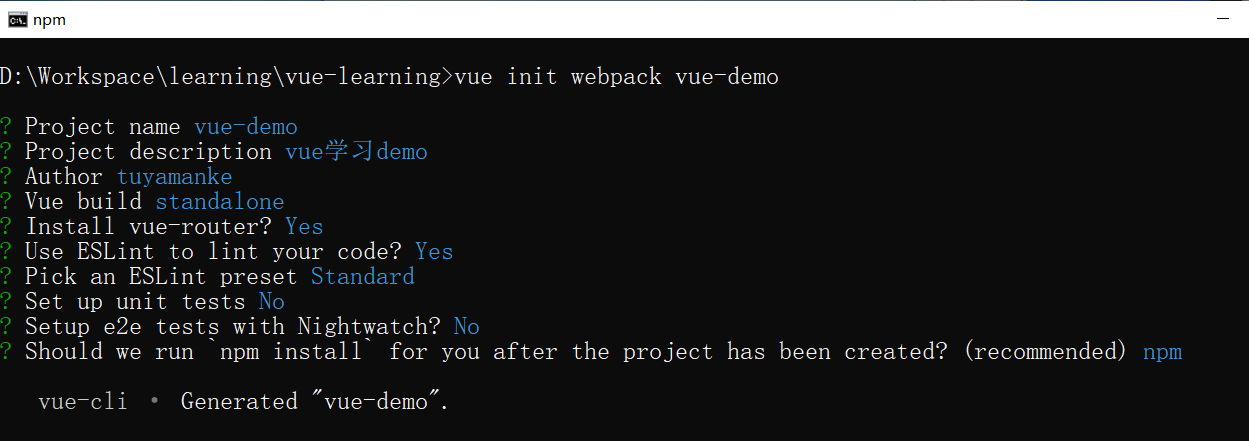 npm
D:\Workspace\learning\vue-learning>vue init webpack vue-demo
? Project name vue-demo
? Project description vue学习demo
? Author tuyamanke
? Vue build standalone
? Install vue-router? Yes
? Use ESLint to lint your code? Yes
? Pick an ESLint preset Standard
? Set up unit tests No
? Setup e2e tests with Nightwatch? No
? Should we run `npm install` for you after the project has been created? (recommended) npm
vue-cli · Generated "vue-demo".